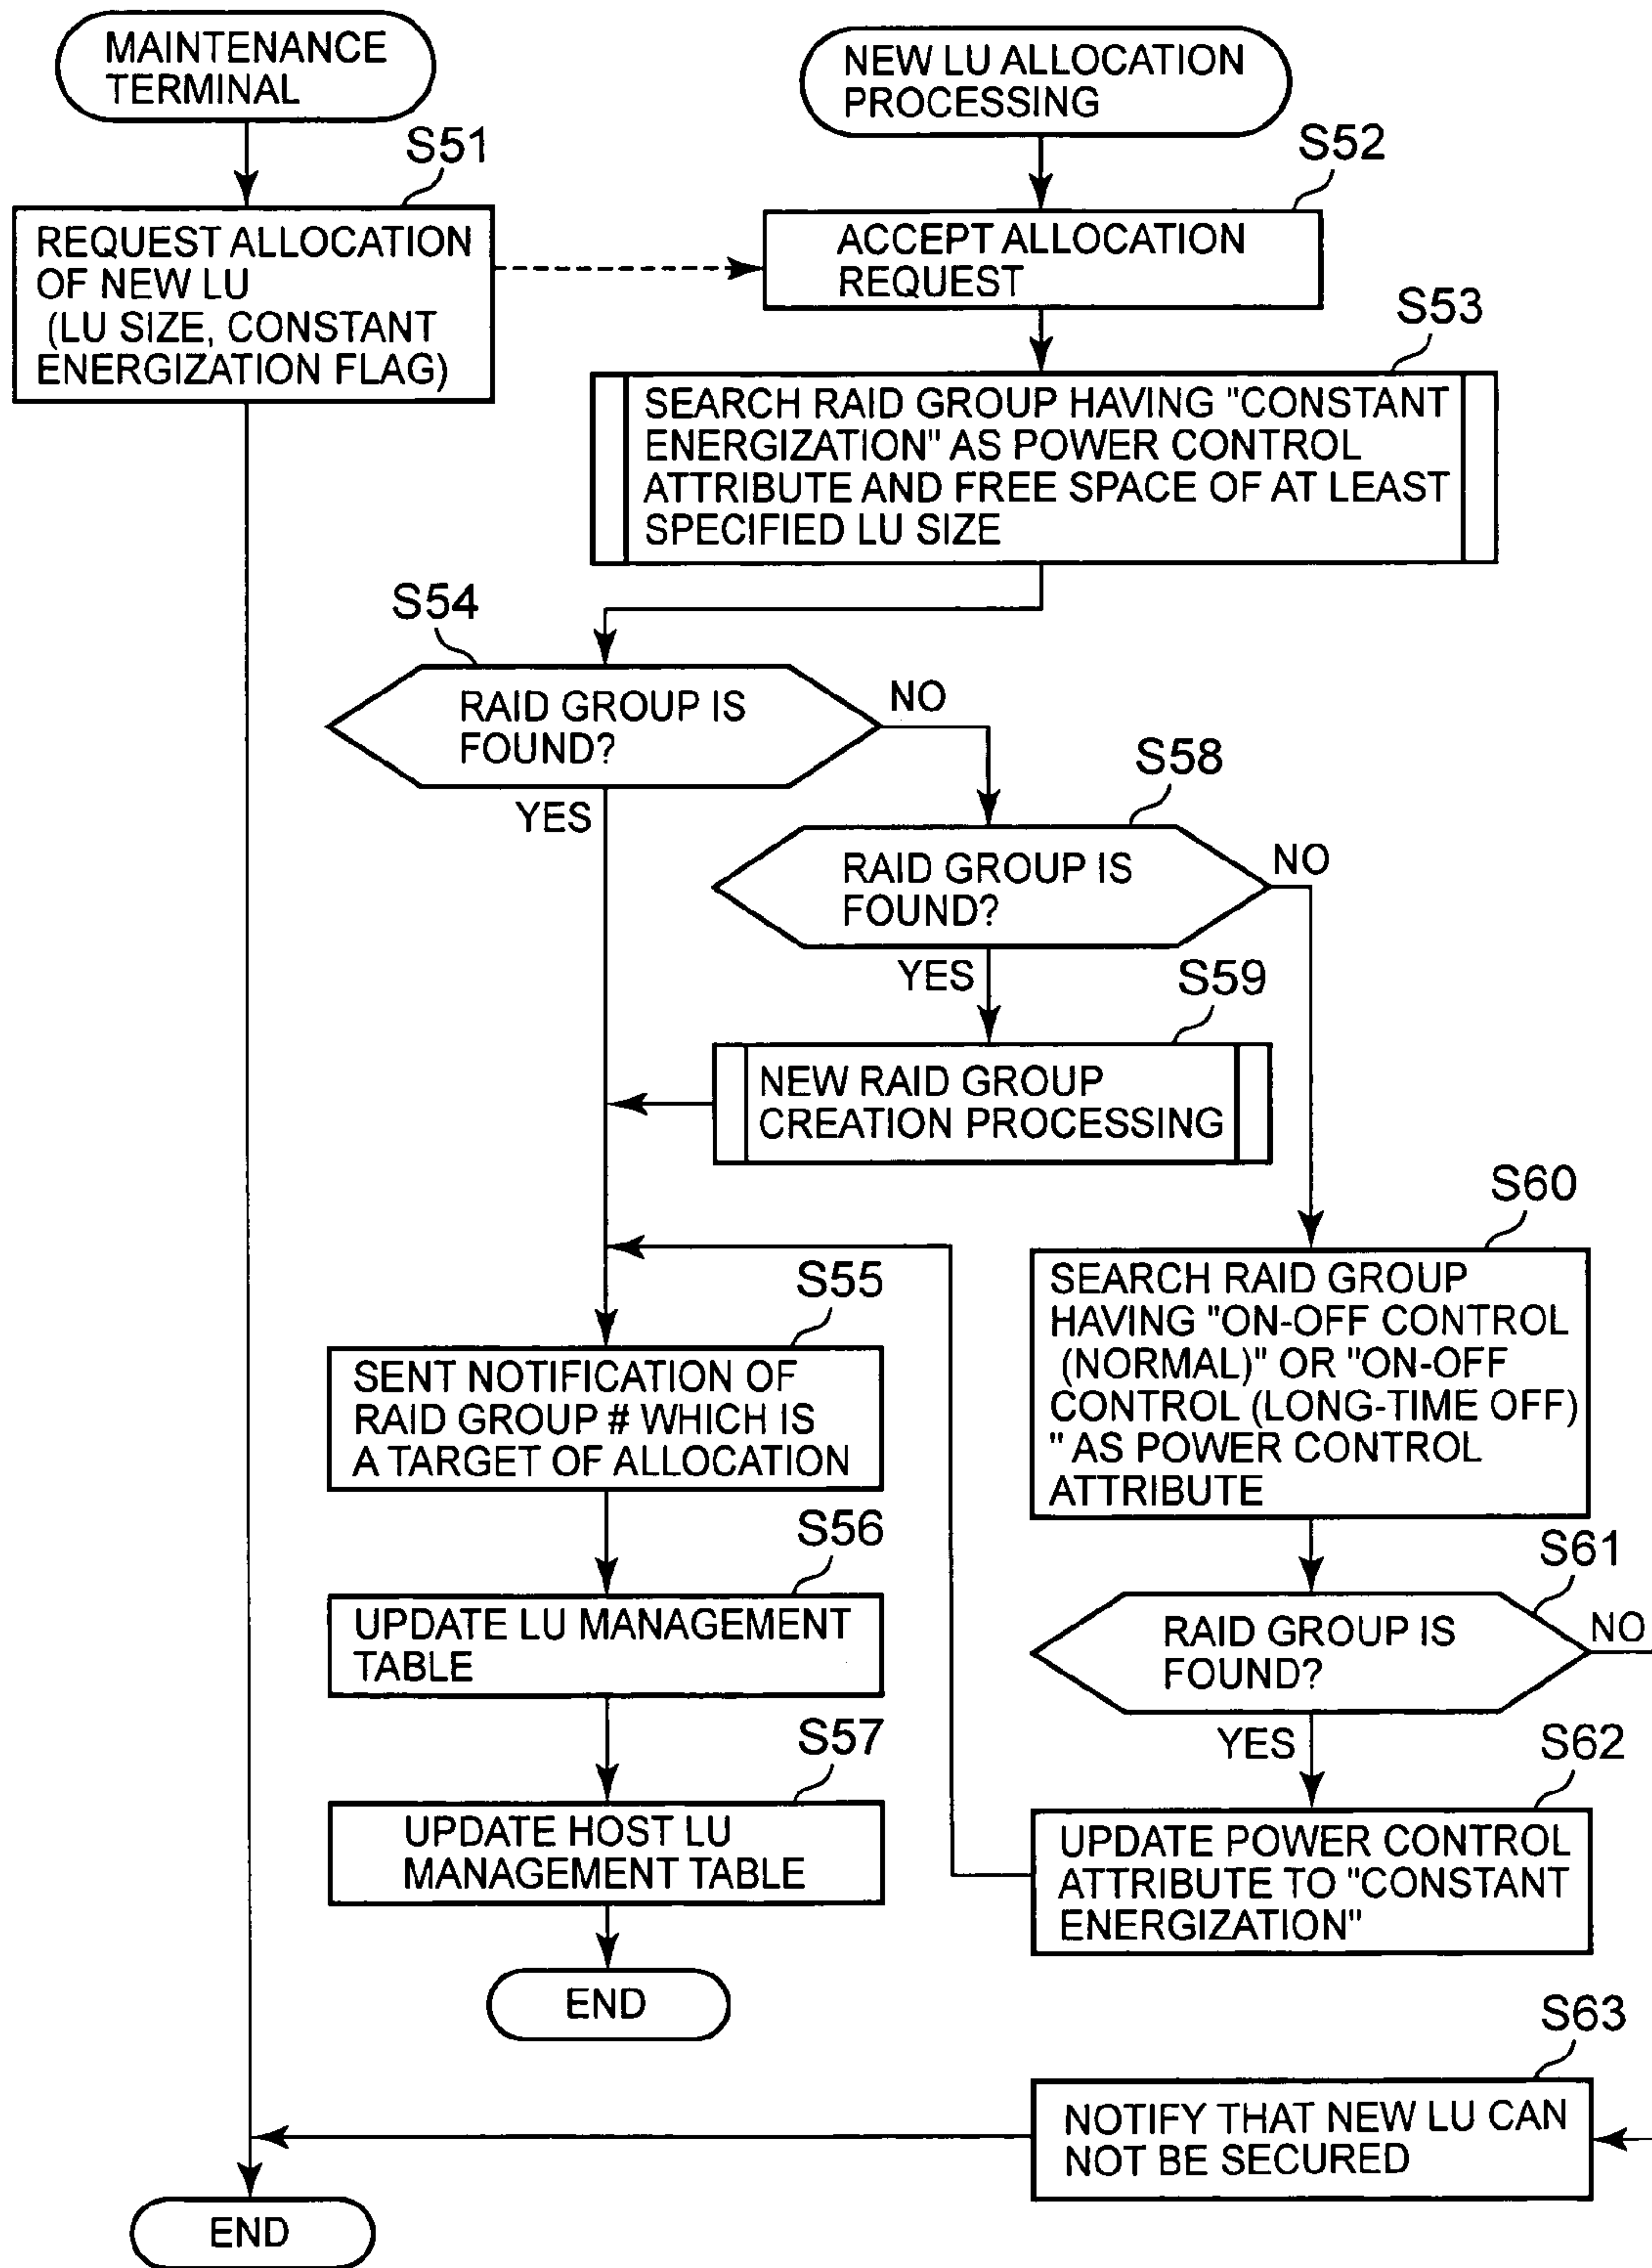 MAINTENANCE
TERMINAL
NEW LU ALLOCATION
PROCESSING
S51
S52
REQUEST ALLOCATION
OF NEW LU
(LU SIZE, CONSTANT
ENERGIZATION FLAG)
ACCEPT ALLOCATION
REQUEST
S53
SEARCH RAID GROUP HAVING "CONSTANT
ENERGIZATION" AS POWER CONTROL
ATTRIBUTE AND FREE SPACE OF AT LEAST
SPECIFIED LU SIZE
S54
RAID GROUP IS
FOUND?
NO
YES
S58
RAID GROUP IS
FOUND?
NO
YES
S59
NEW RAID GROUP
CREATION PROCESSING
S60
SEARCH RAID GROUP
HAVING "ON-OFF CONTROL
(NORMAL)" OR "ON-OFF
CONTROL (LONG-TIME OFF)
" AS POWER CONTROL
ATTRIBUTE
S55
SENT NOTIFICATION OF
RAID GROUP # WHICH IS
A TARGET OF ALLOCATION
S56
UPDATE LU MANAGEMENT
TABLE
S61
RAID GROUP IS
FOUND?
NO
YES
S57
UPDATE HOST LU
MANAGEMENT TABLE
S62
UPDATE POWER CONTROL
ATTRIBUTE TO "CONSTANT
ENERGIZATION"
END
S63
NOTIFY THAT NEW LU CAN
NOT BE SECURED
END